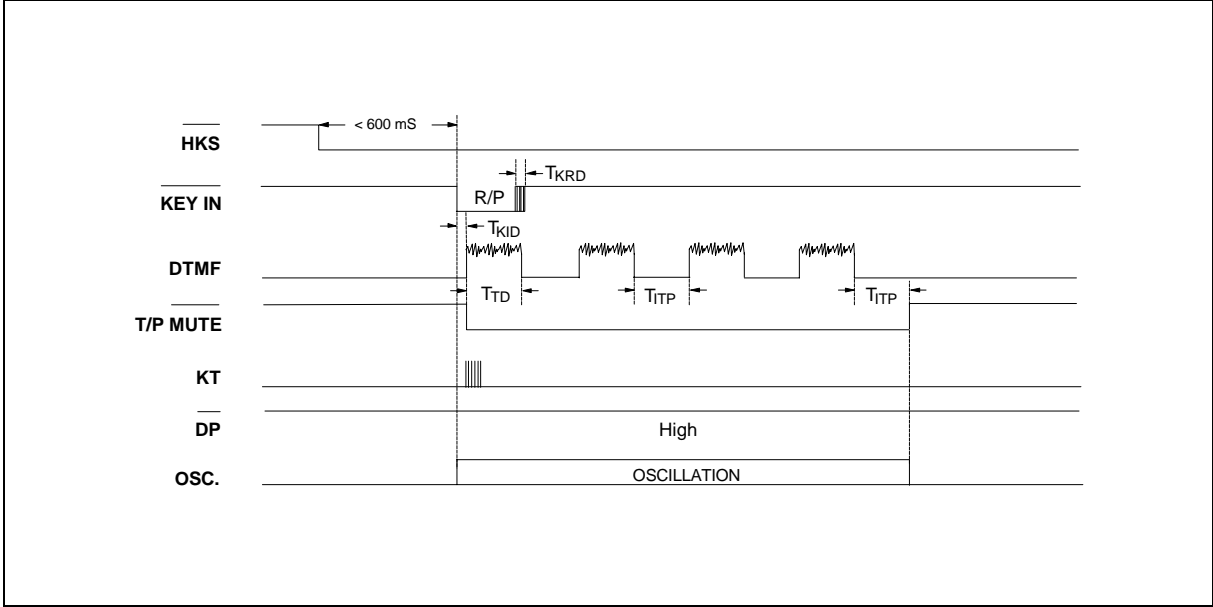 < 600 mS
HKS
TKRD
KEY IN
R/P
TKID
DTMF
TTD
TITP
TITP
T/P MUTE
KT
DP
High
OSC.
OSCILLATION